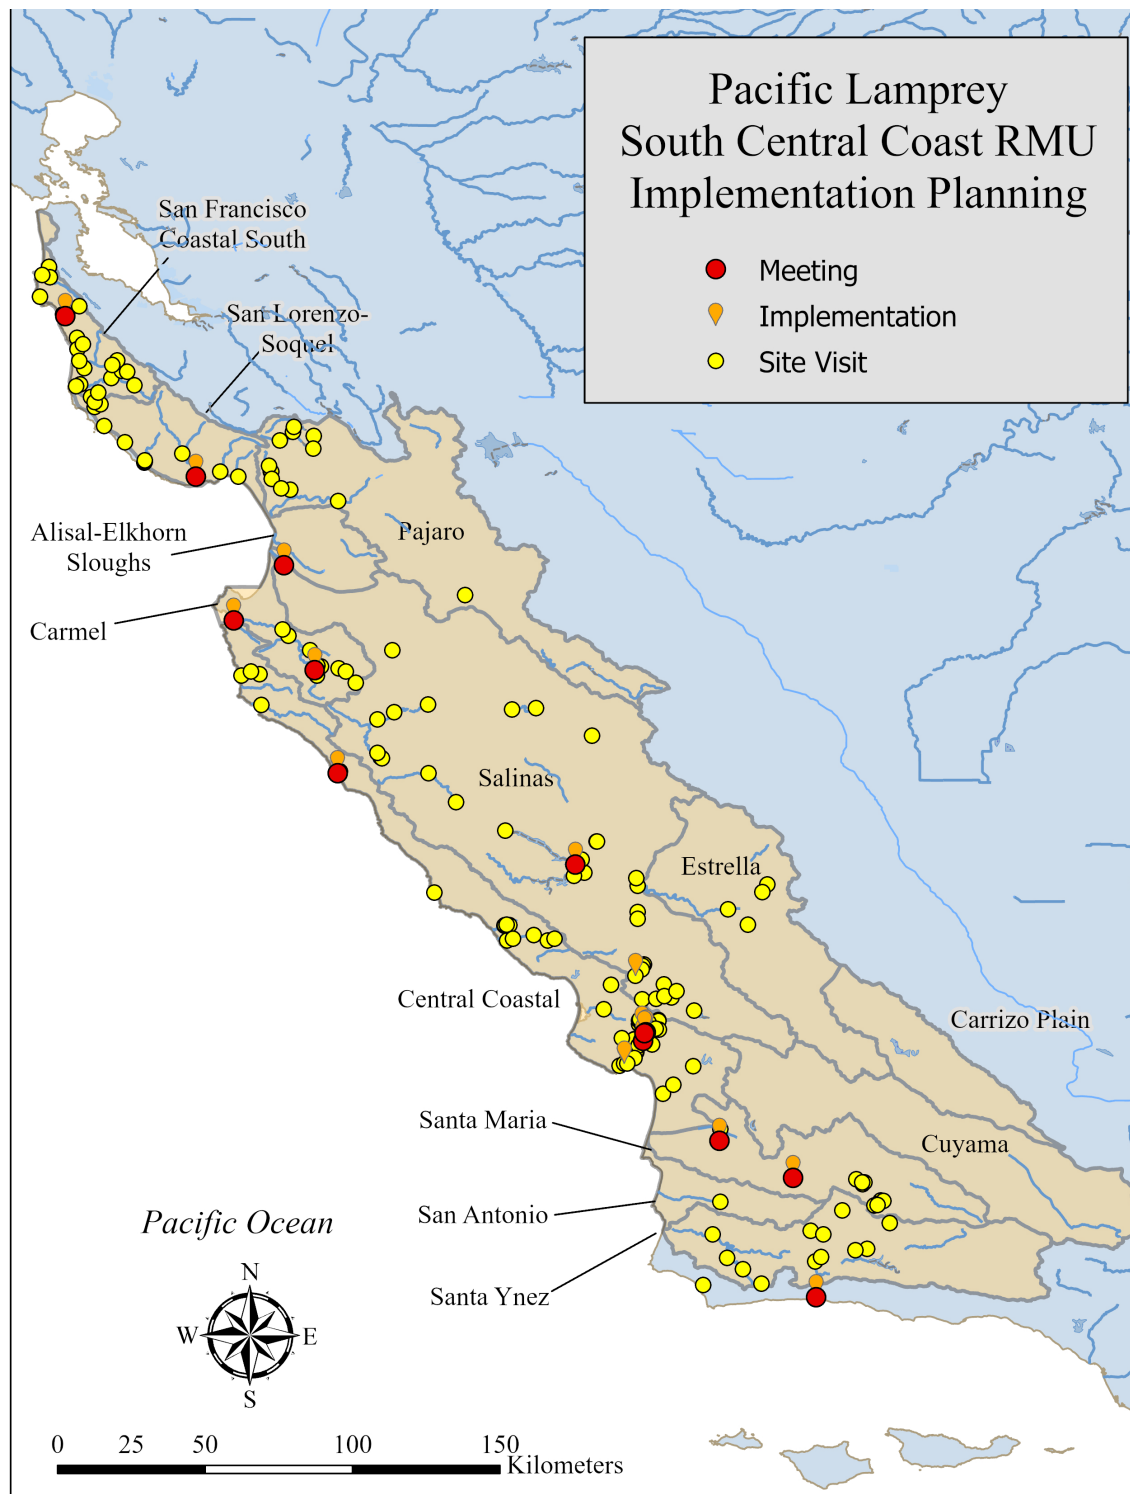 Pacific Lamprey
South Central Coast RMU
Implementation Planning
Meeting
Implementation
Site Visit
San Francisco
Coastal South
San Lorenzo-
Soquel
Alisal-Elkhorn
Sloughs
Pajaro
Carmel
Salinas
Estrella
Central Coastal
Carrizo Plain
Santa Maria
Cuyama
San Antonio
Pacific Ocean
Santa Ynez
N
W
E
S
0 25 50 100 150
Kilometers